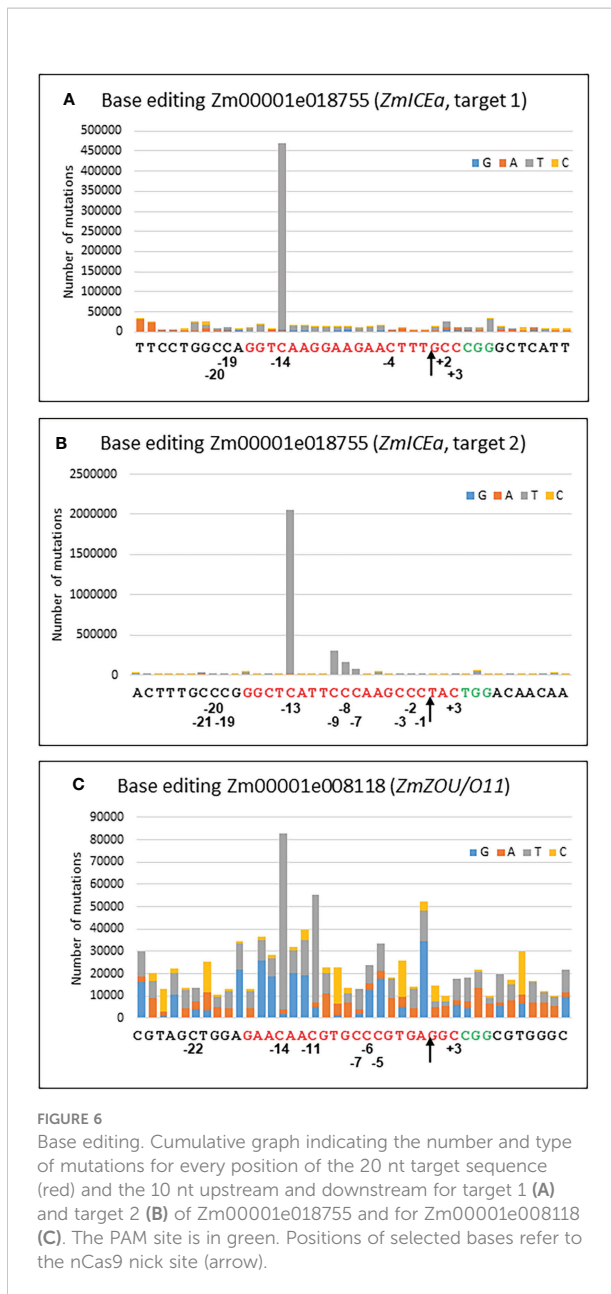 A Base editing Zm00001e018755 (ZmICEa, target 1)
500000
450000
400000
350000
300000
250000
200000
150000
100000
50000
0
Number of mutations
G A T C
TTCCTGGCCAGGTCAAGGAAGAACTTTGCCCGGGCTCATT
-19 -14 -4 +2
-20 +3
B Base editing Zm00001e018755 (ZmICEa, target 2)
2500000
2000000
1500000
1000000
500000
0
Number of mutations
G A T C
ACTTTGCCCGGGCTCATTCCCAAGCCCTACTGGACAACAA
-20 -13 -8 -2 +3
-21 -19 -9 -7 -3 -1
C Base editing Zm00001e008118 (ZmZOU/O11)
90000
80000
70000
60000
50000
40000
30000
20000
10000
0
Number of mutations
G A T C
CGTAGCTGGAGAACAACGTGCCCGTGAGGCCGGCGTGGGC
-22 -14 -11 -6 +3
-7 -5
FIGURE 6
Base editing. Cumulative graph indicating the number and type
of mutations for every position of the 20 nt target sequence
(red) and the 10 nt upstream and downstream for target 1 (A)
and target 2 (B) of Zm00001e018755 and for Zm00001e008118
(C). The PAM site is in green. Positions of selected bases refer to
the nCas9 nick site (arrow).